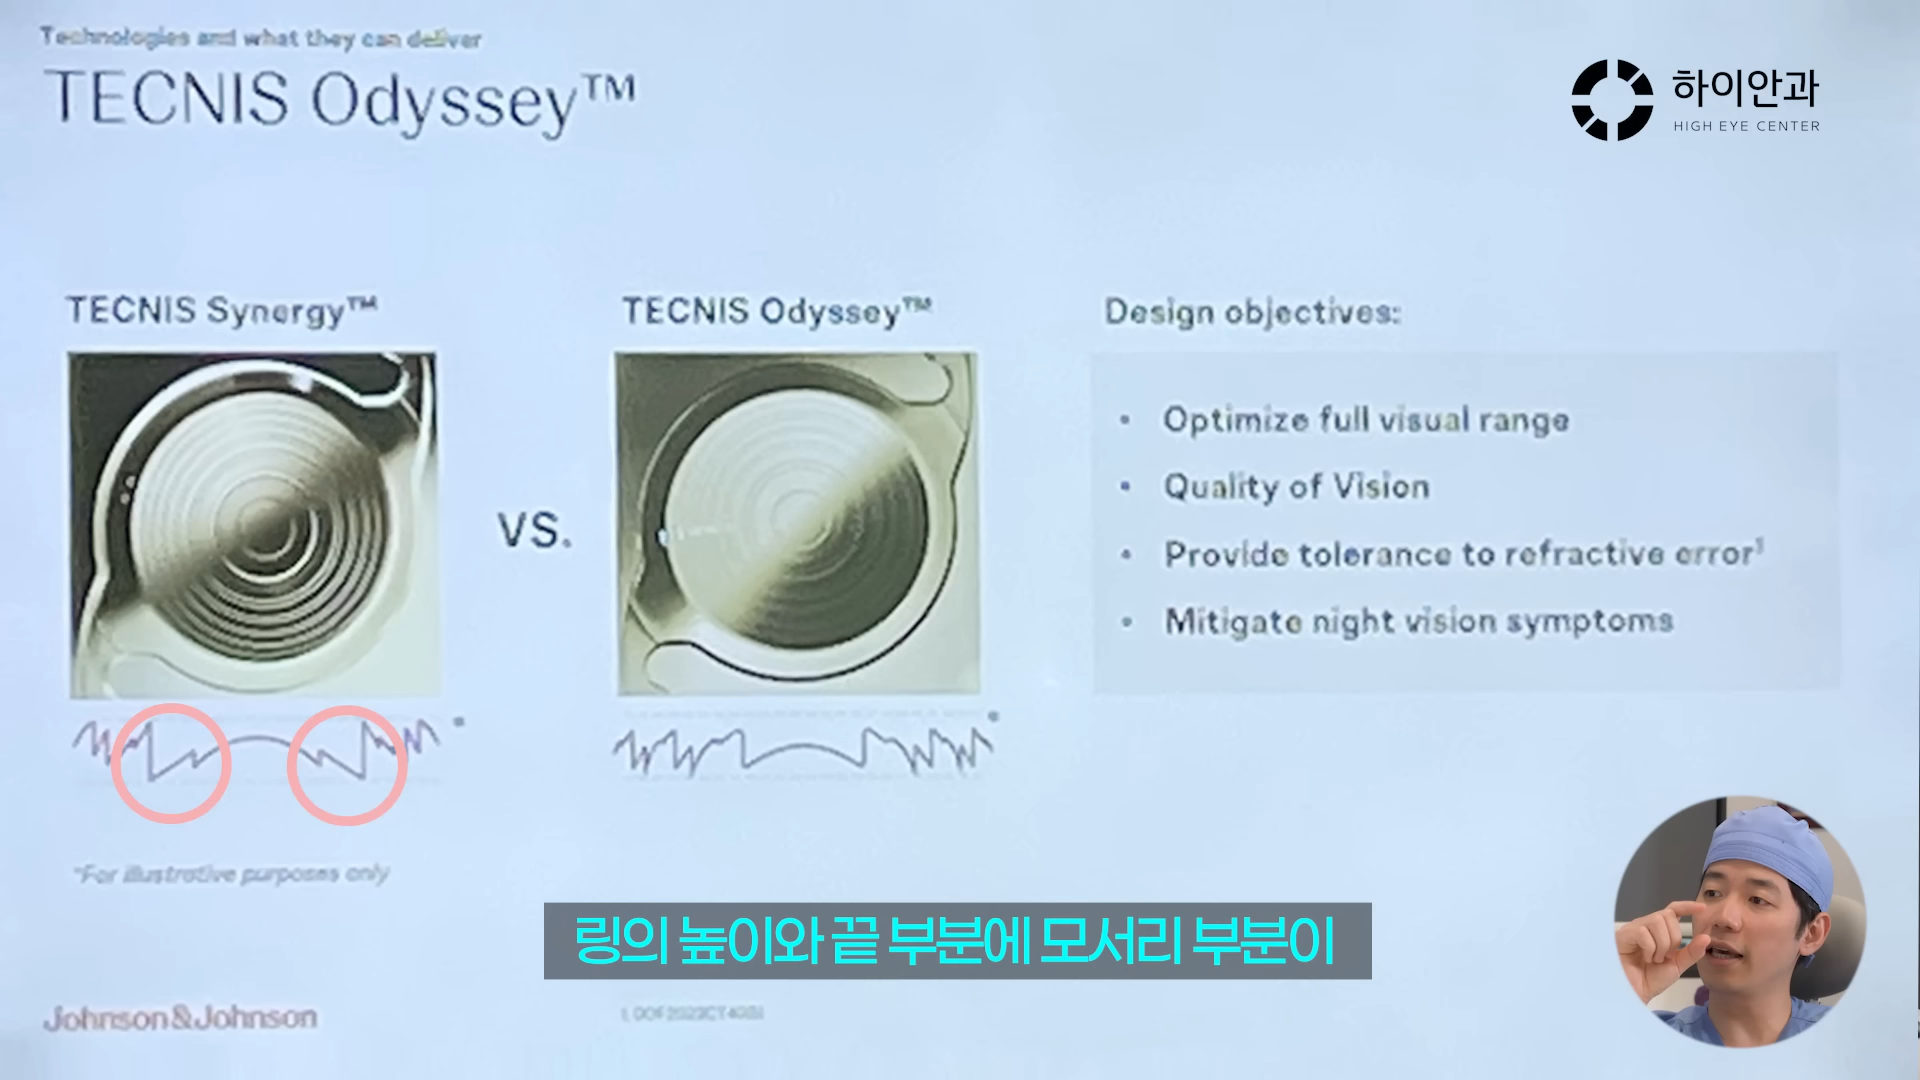 Technologies and what they can deliver
TECNIS Odyssey™
하이안과
HIGH EYE CENTER
TECNIS Synergy™
VS.
TECNIS Odyssey™
Design objectives:
• Optimize full visual range
• Quality of Vision
• Provide tolerance to refractive error¹
• Mitigate night vision symptoms
*
*
*For illustrative purposes only
링의 높이와 끝 부분에 모서리 부분이
Johnson&Johnson